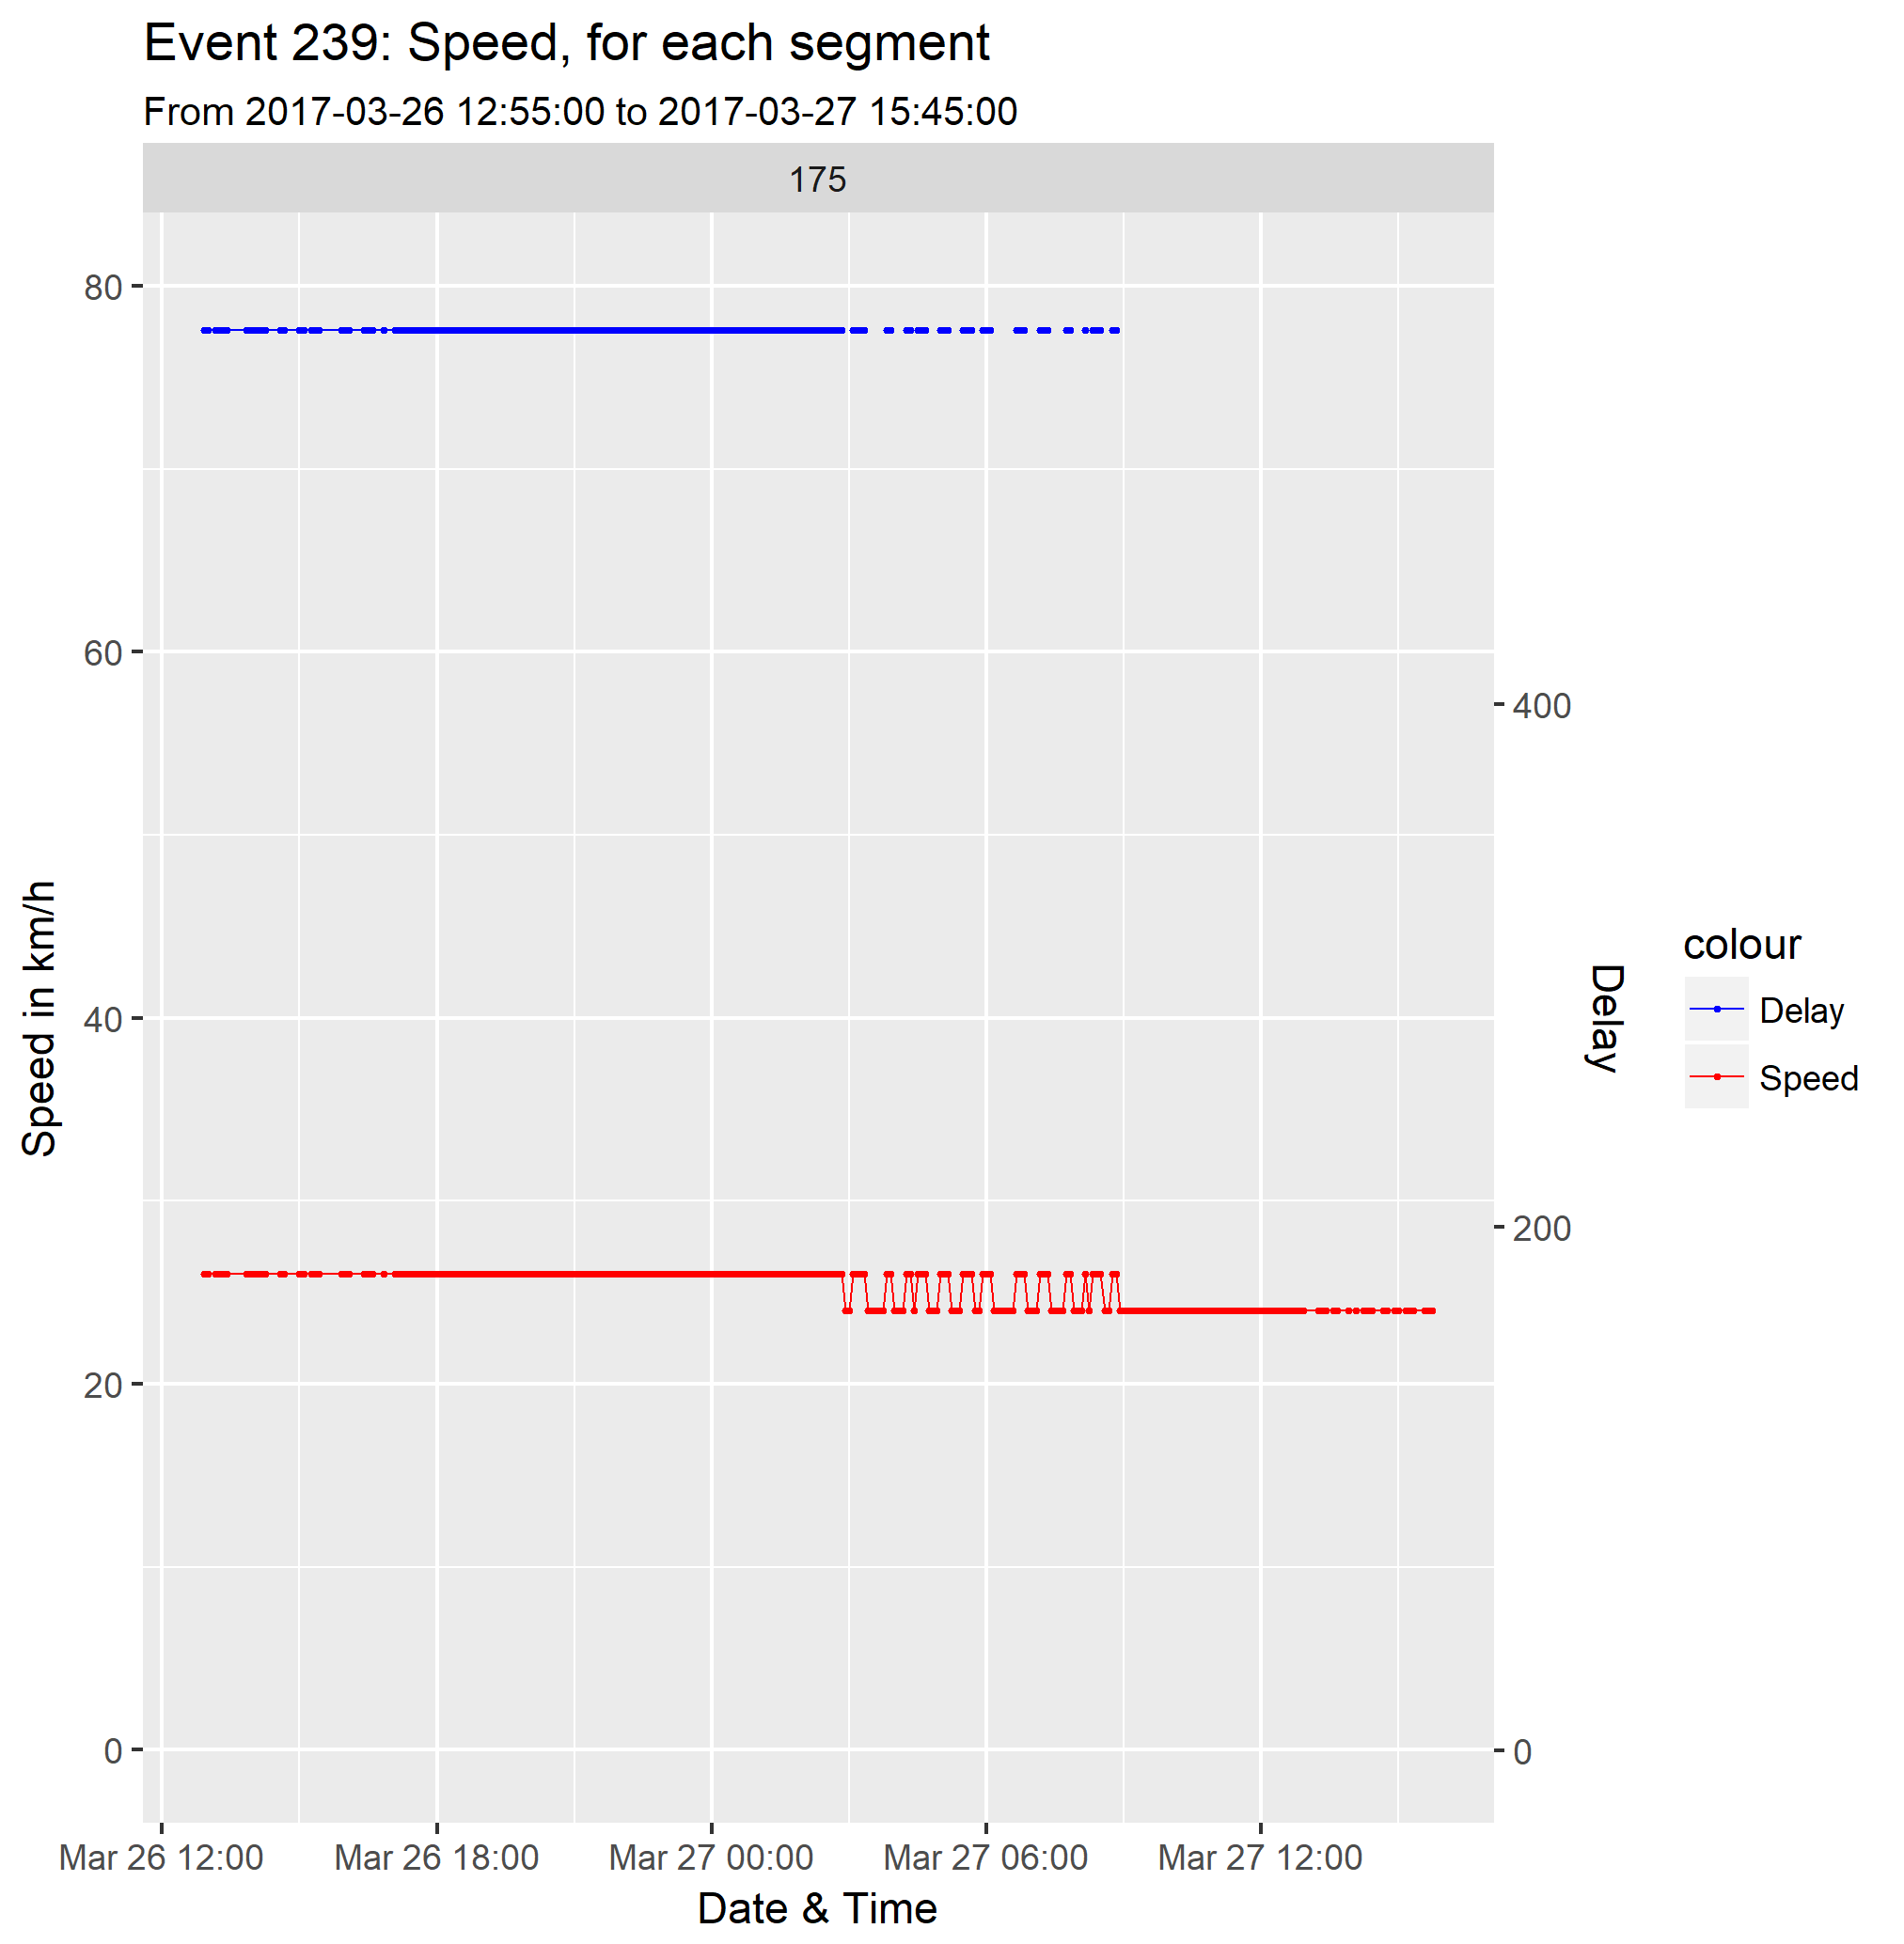 Event 239: Speed, for each segment
From 2017-03-26 12:55:00 to 2017-03-27 15:45:00
175
80
60
40
20
0
Speed in km/h
400
200
0
Delay
colour
Delay
Speed
Mar 26 12:00
Mar 26 18:00
Mar 27 00:00
Mar 27 06:00
Mar 27 12:00
Date & Time